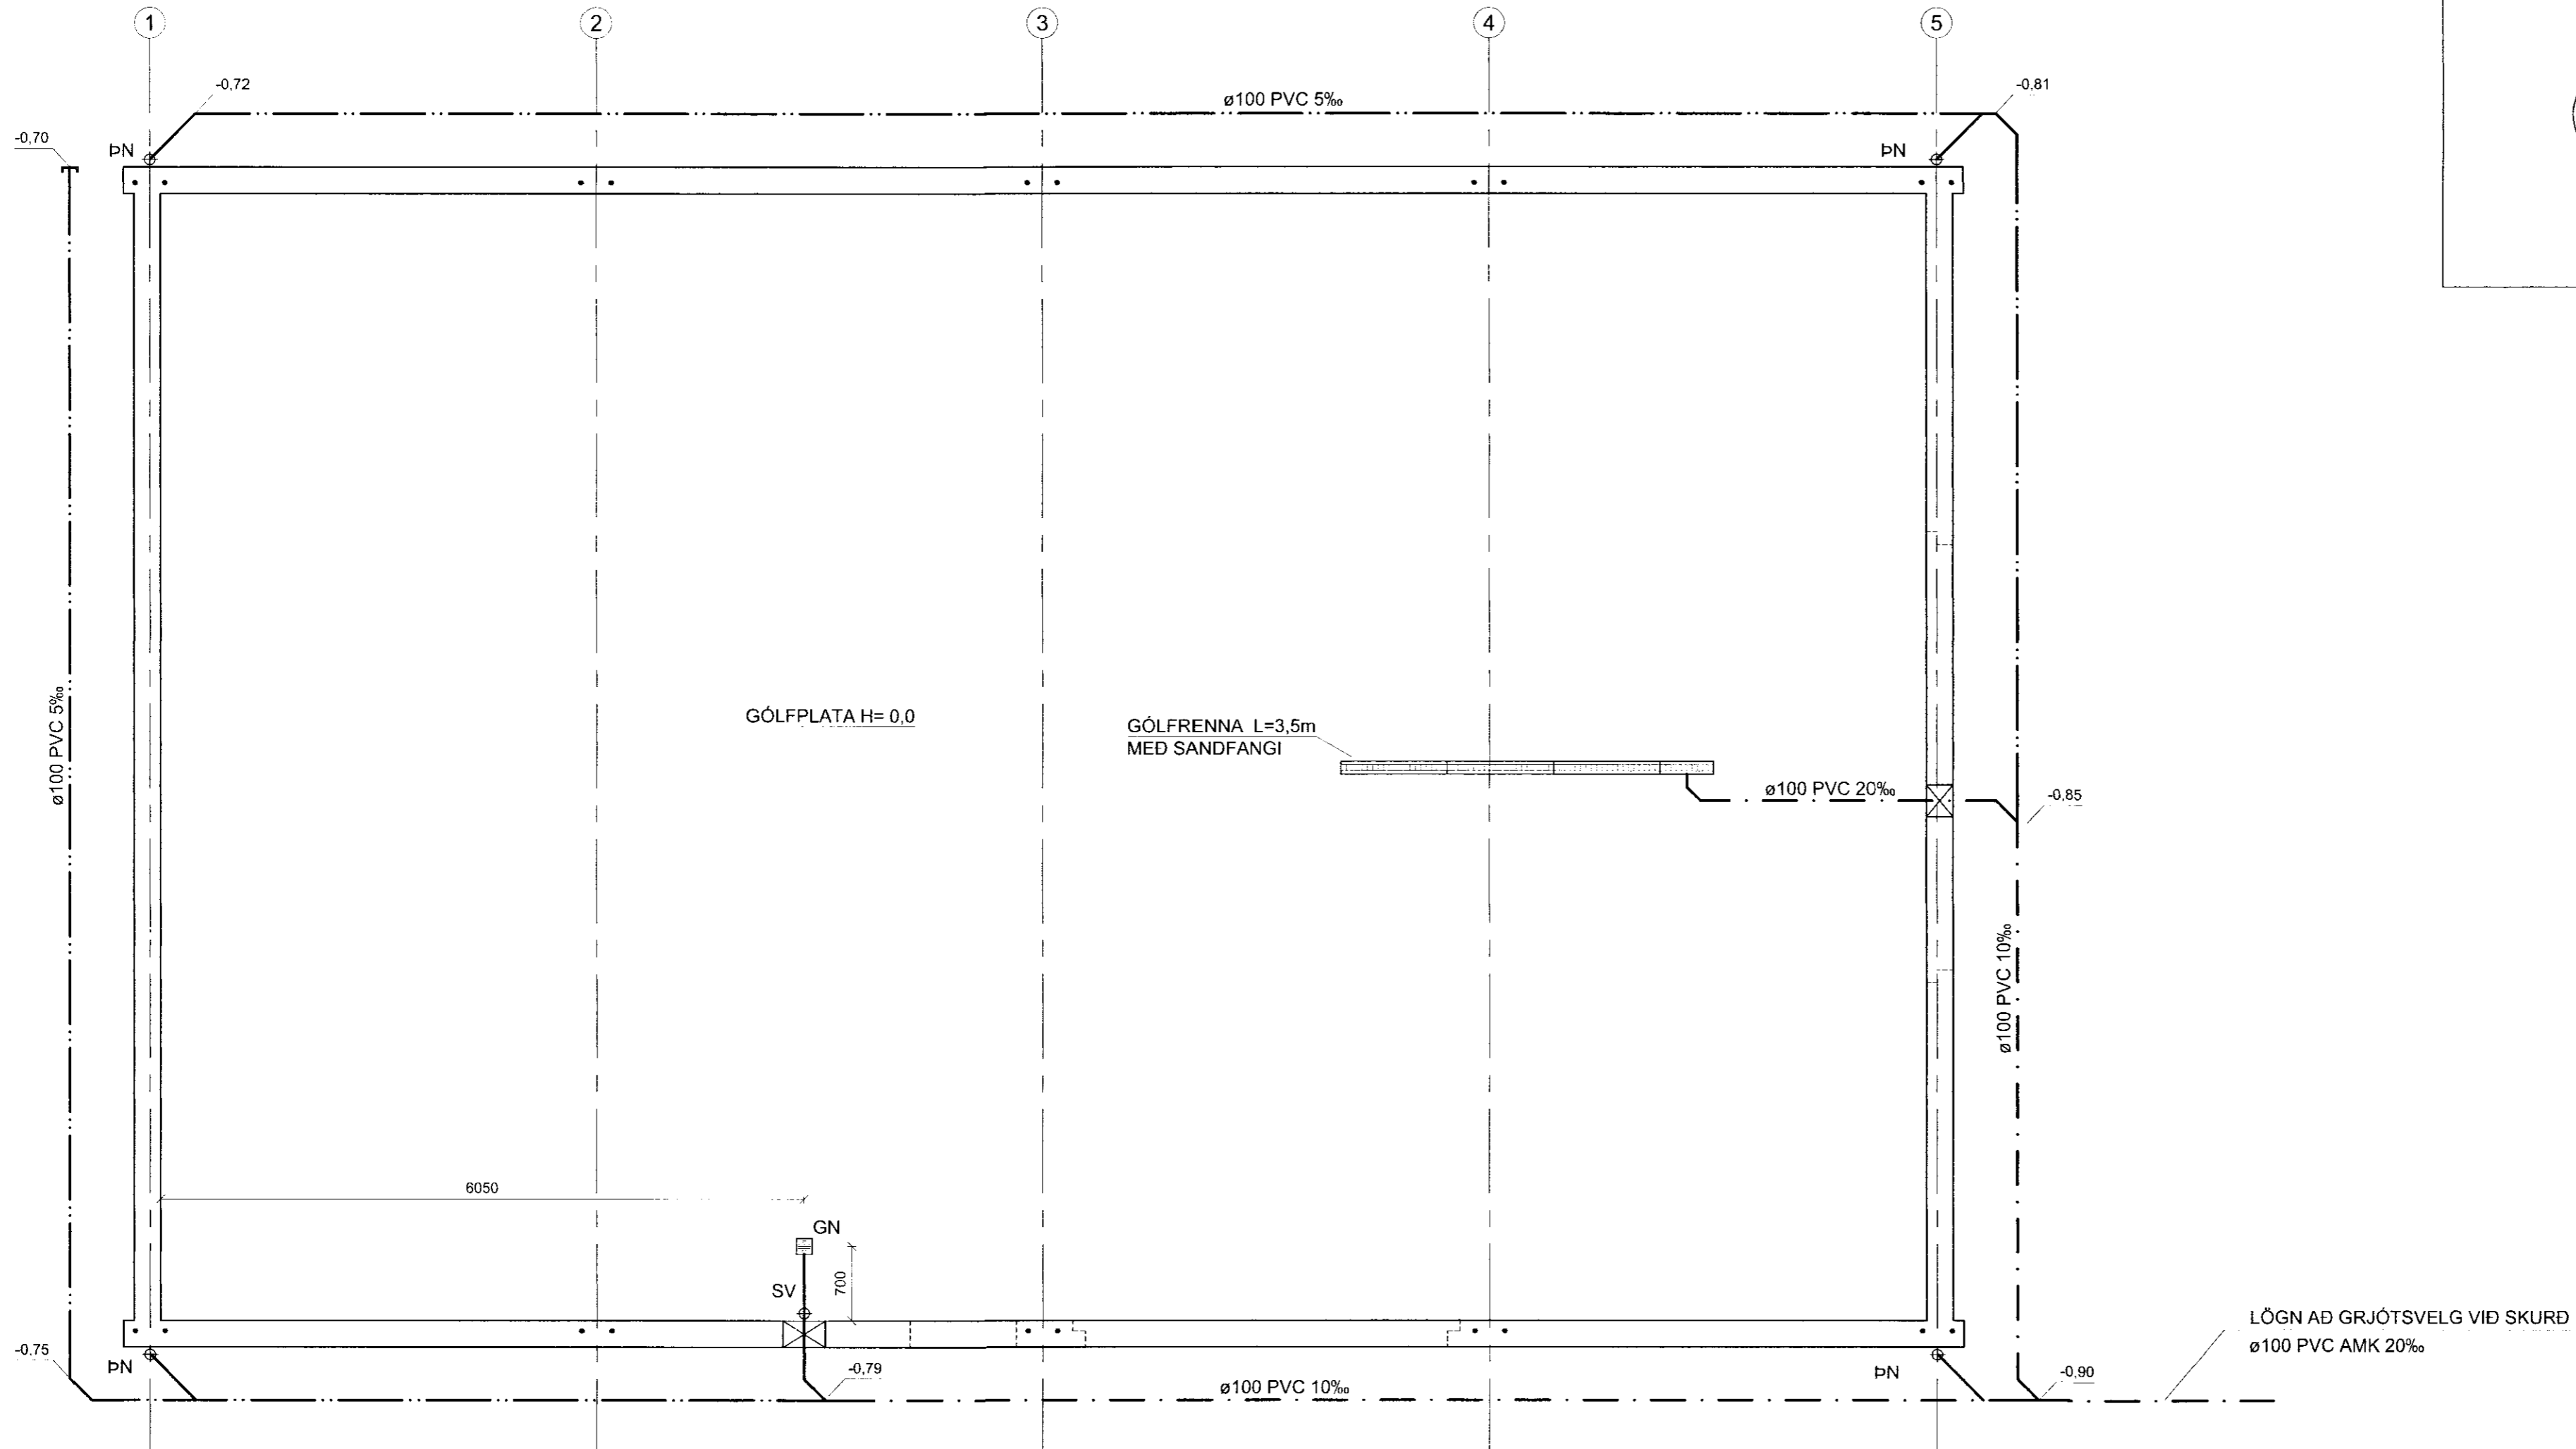 1
2
3
4
5
-0,72
ø100 PVC 5‰
-0,81
-0,70
ÞN
ÞN
ø100 PVC 5‰
GÓLFPLATA H= 0,0
GÓLFRENNA L=3,5m
MEÐ SANDFANGI
ø100 PVC 20‰
-0,85
ø100 PVC 10‰
6050
GN
700
SV
LÖGN AÐ GRJÓTSVELG VIÐ SKURÐ
ø100 PVC AMK 20‰
-0,75
ÞN
-0,79
ø100 PVC 10‰
ÞN
-0,90